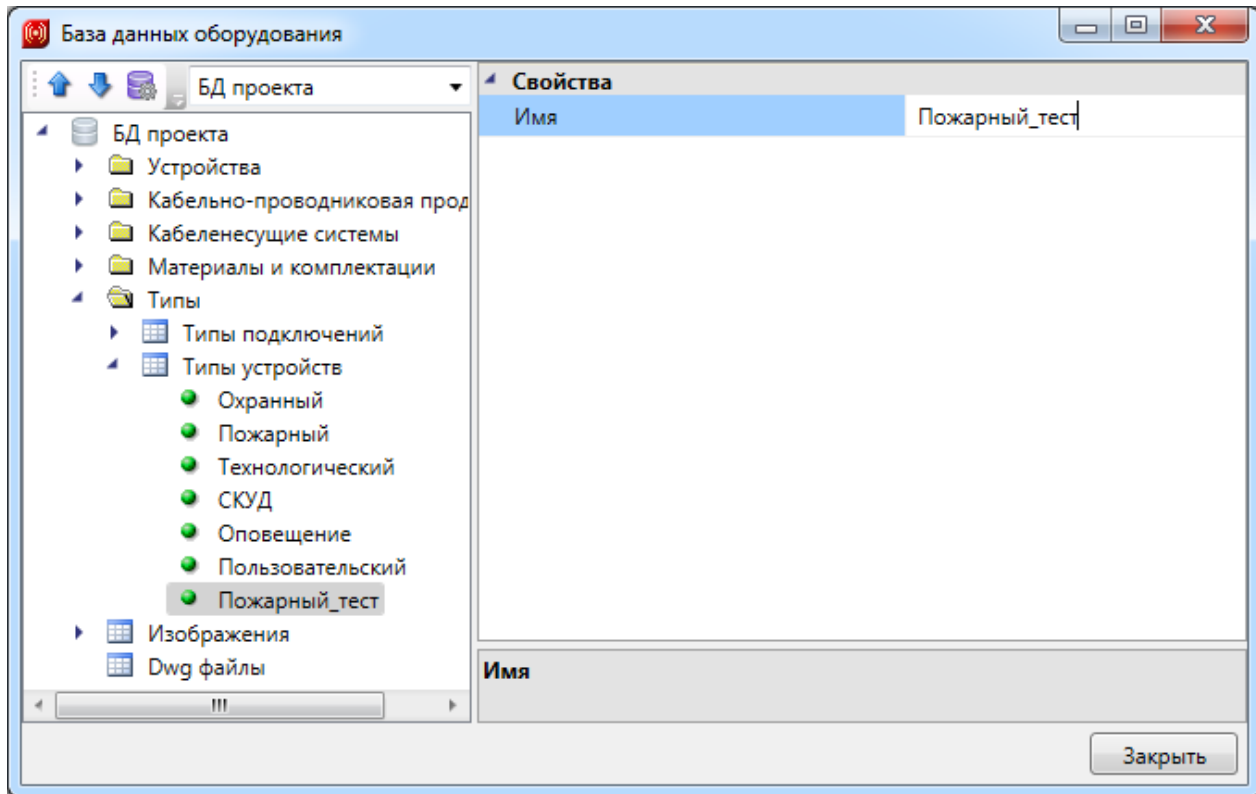 База данных оборудования
БД проекта
Свойства
Имя Пожарный_тест
БД проекта
Устройства
Кабельно-проводниковая прод
Кабеленесущие системы
Материалы и комплектации
Типы
Типы подключений
Типы устройств
Охранный
Пожарный
Технологический
СКУД
Оповещение
Пользовательский
Пожарный_тест
Изображения
Dwg файлы
Имя
Закрыть